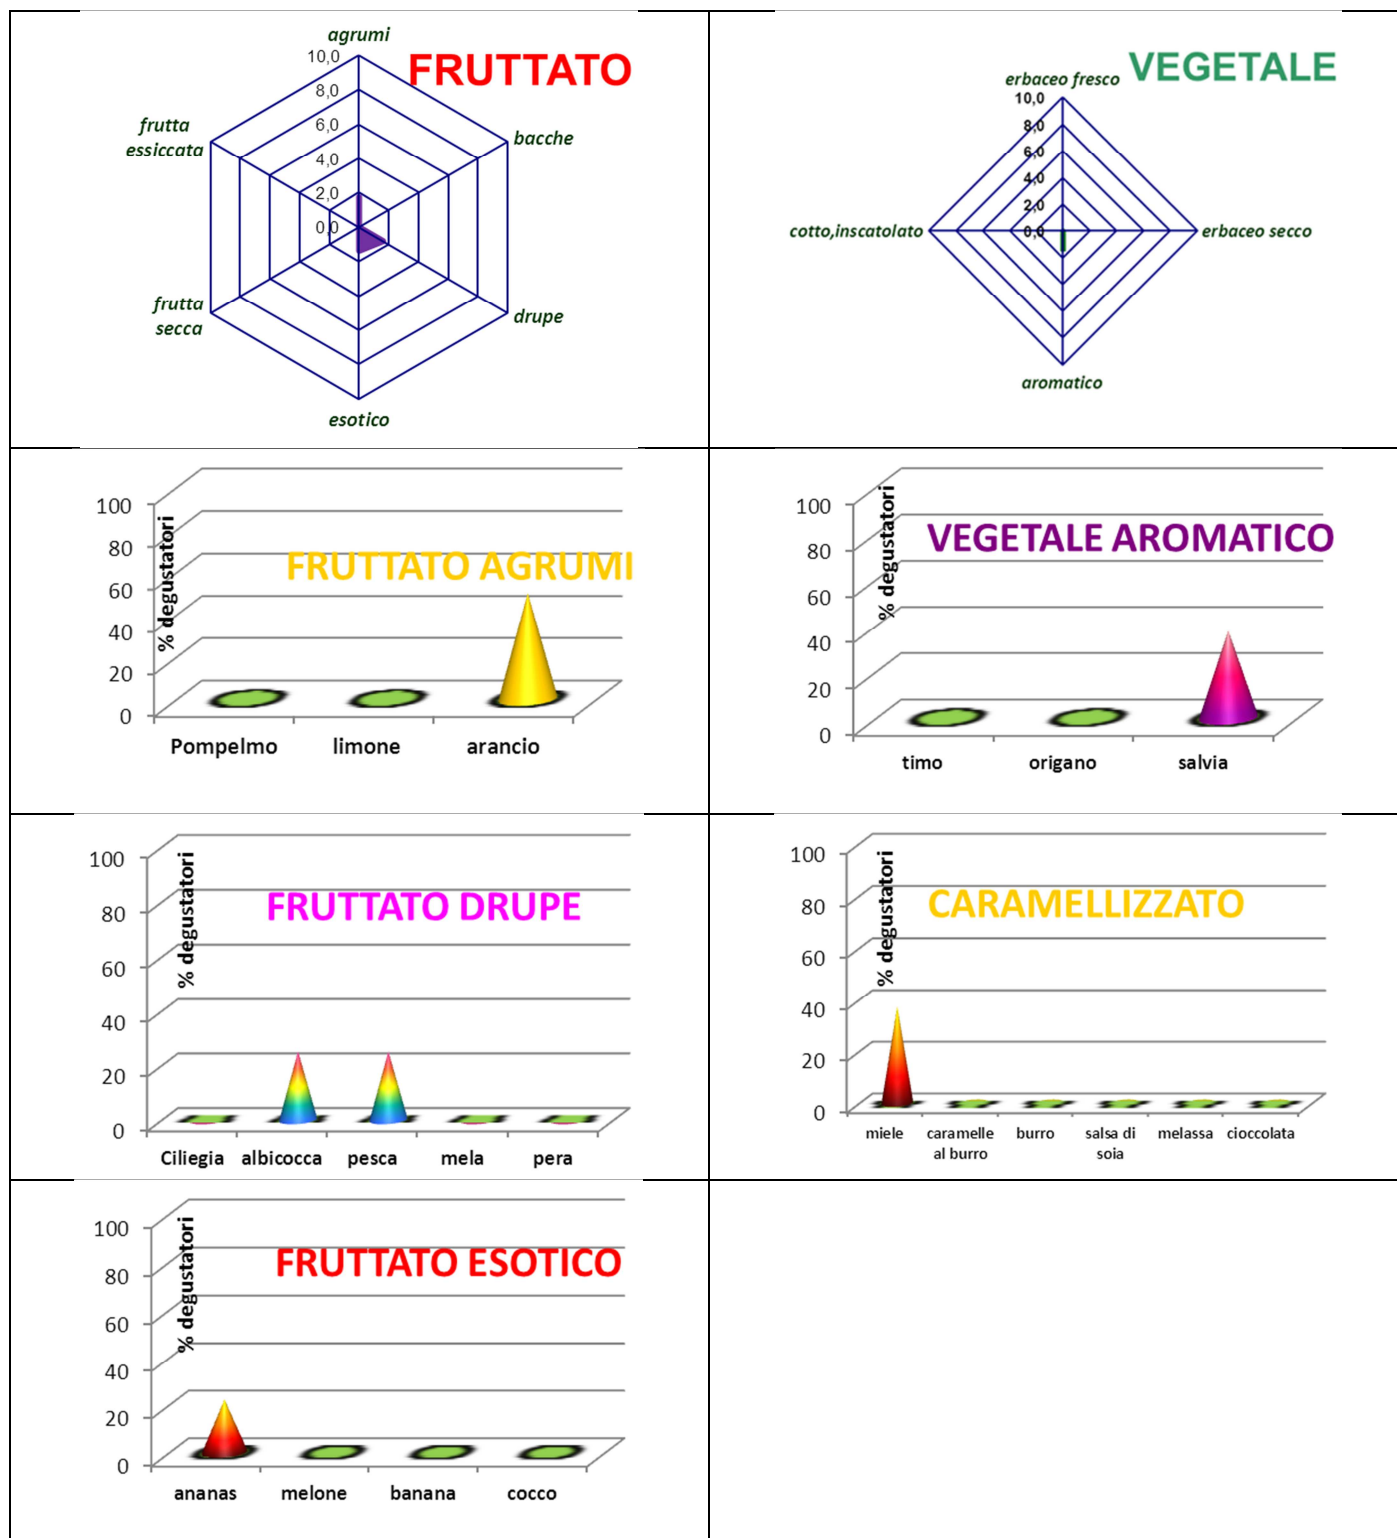 agrumi
FRUTTATO
10,0
8,0
6,0
4,0
2,0
0,0
frutta
essiccata
bacche
frutta
secca
drupe
esotico
VEGETALE
erbaceo fresco
10,0
8,0
6,0
4,0
2,0
0,0
cotto,inscatolato
erbaceo secco
aromatico
FRUTTATO AGRUMI
% degustatori
100
80
60
40
20
0
Pompelmo limone arancio
VEGETALE AROMATICO
% degustatori
100
80
60
40
20
0
timo origano salvia
FRUTTATO DRUPE
% degustatori
100
80
60
40
20
0
Ciliegia albicocca pesca mela pera
CARAMELLIZZATO
% degustatori
100
80
60
40
20
0
miele caramelle burro salsa di melassa cioccolata
al burro soia
FRUTTATO ESOTICO
% degustatori
100
80
60
40
20
0
ananas melone banana cocco